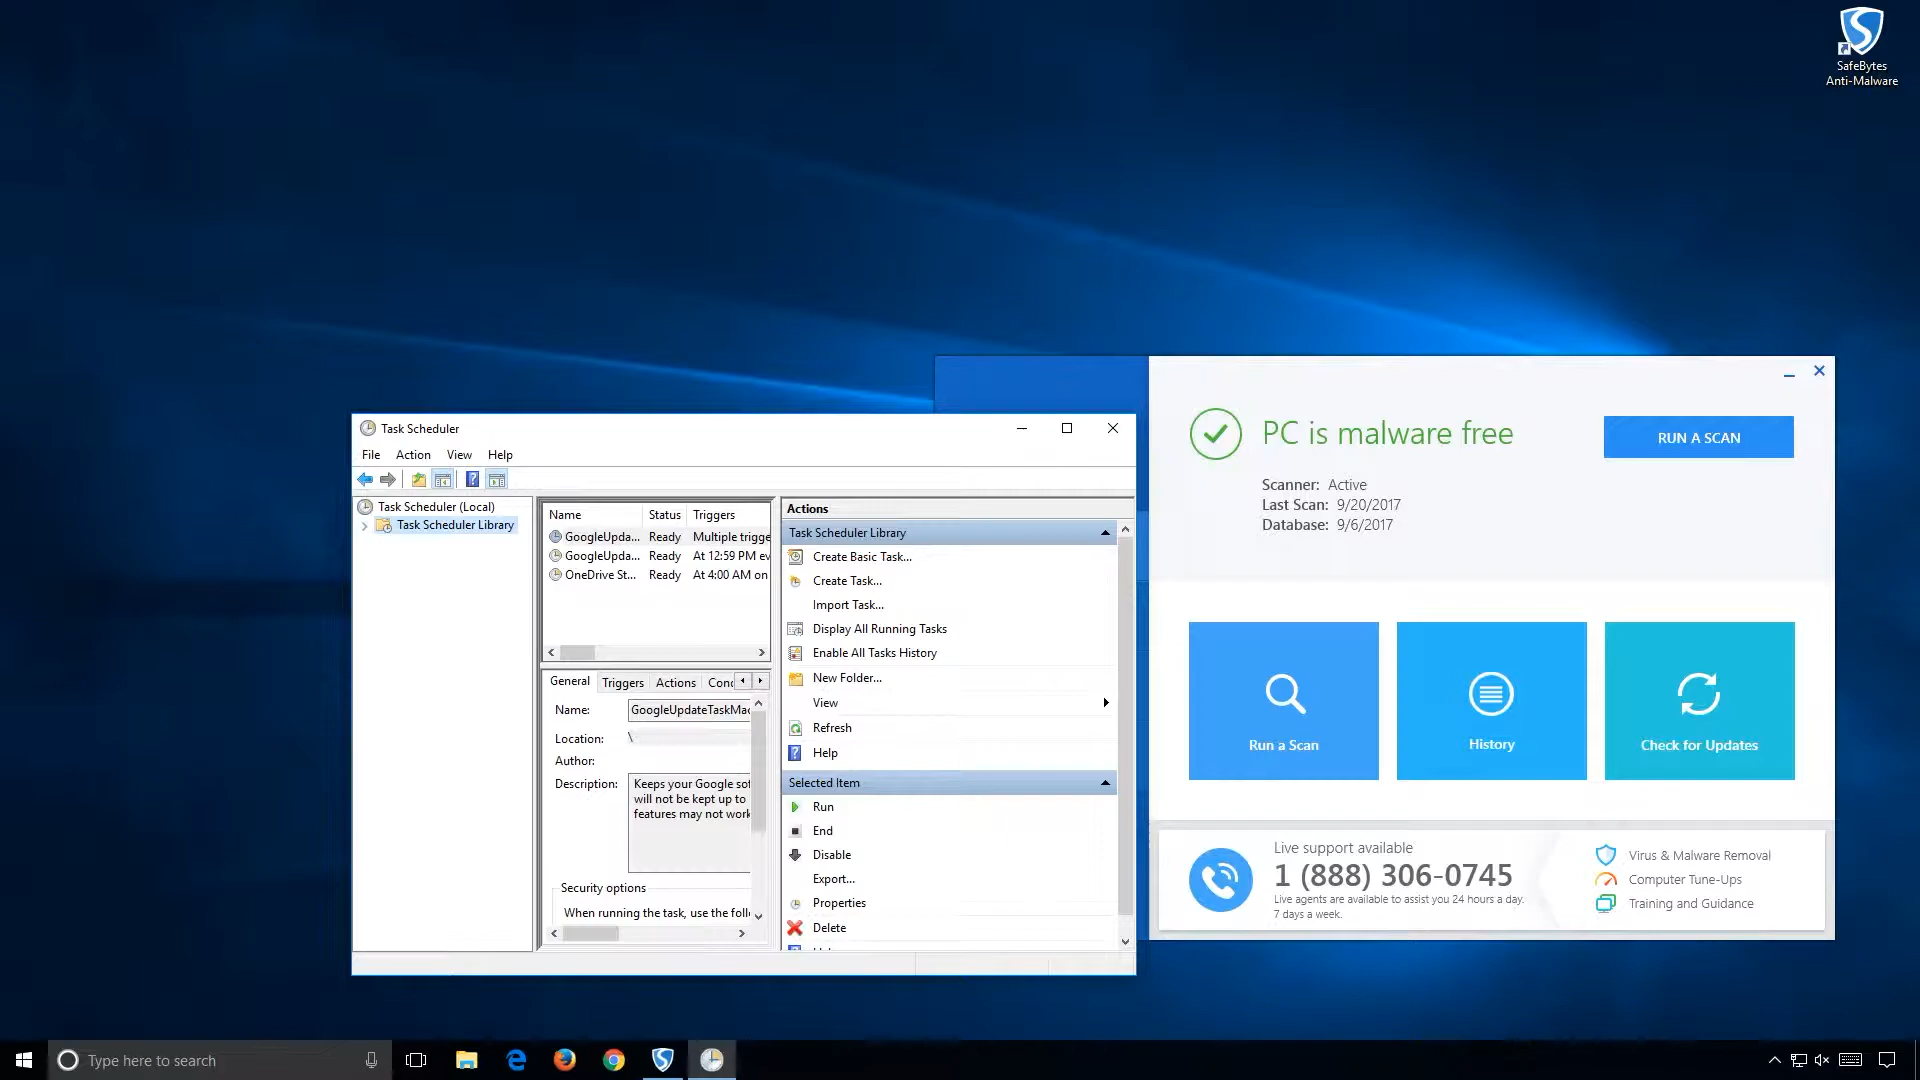 SafeBytes
Anti-Malware
Task Scheduler
File Action View Help
Task Scheduler (Local)
Task Scheduler Library
Name Status Triggers
GoogleUpda... Ready Multiple trigge
GoogleUpda... Ready At 12:59 PM ev
OneDrive St... Ready At 4:00 AM on
General Triggers Actions Conc
Name: GoogleUpdateTaskMac
Location: \
Author:
Description: Keeps your Google sof
will not be kept up to
features may not work
Security options
When running the task, use the follo
Actions
Task Scheduler Library
Create Basic Task...
Create Task...
Import Task...
Display All Running Tasks
Enable All Tasks History
New Folder...
View
Refresh
Help
Selected Item
Run
End
Disable
Export...
Properties
Delete
PC is malware free
RUN A SCAN
Scanner: Active
Last Scan: 9/20/2017
Database: 9/6/2017
Run a Scan
History
Check for Updates
Live support available
1 (888) 306-0745
Live agents are available to assist you 24 hours a day.
7 days a week.
Virus & Malware Removal
Computer Tune-Ups
Training and Guidance
Type here to search